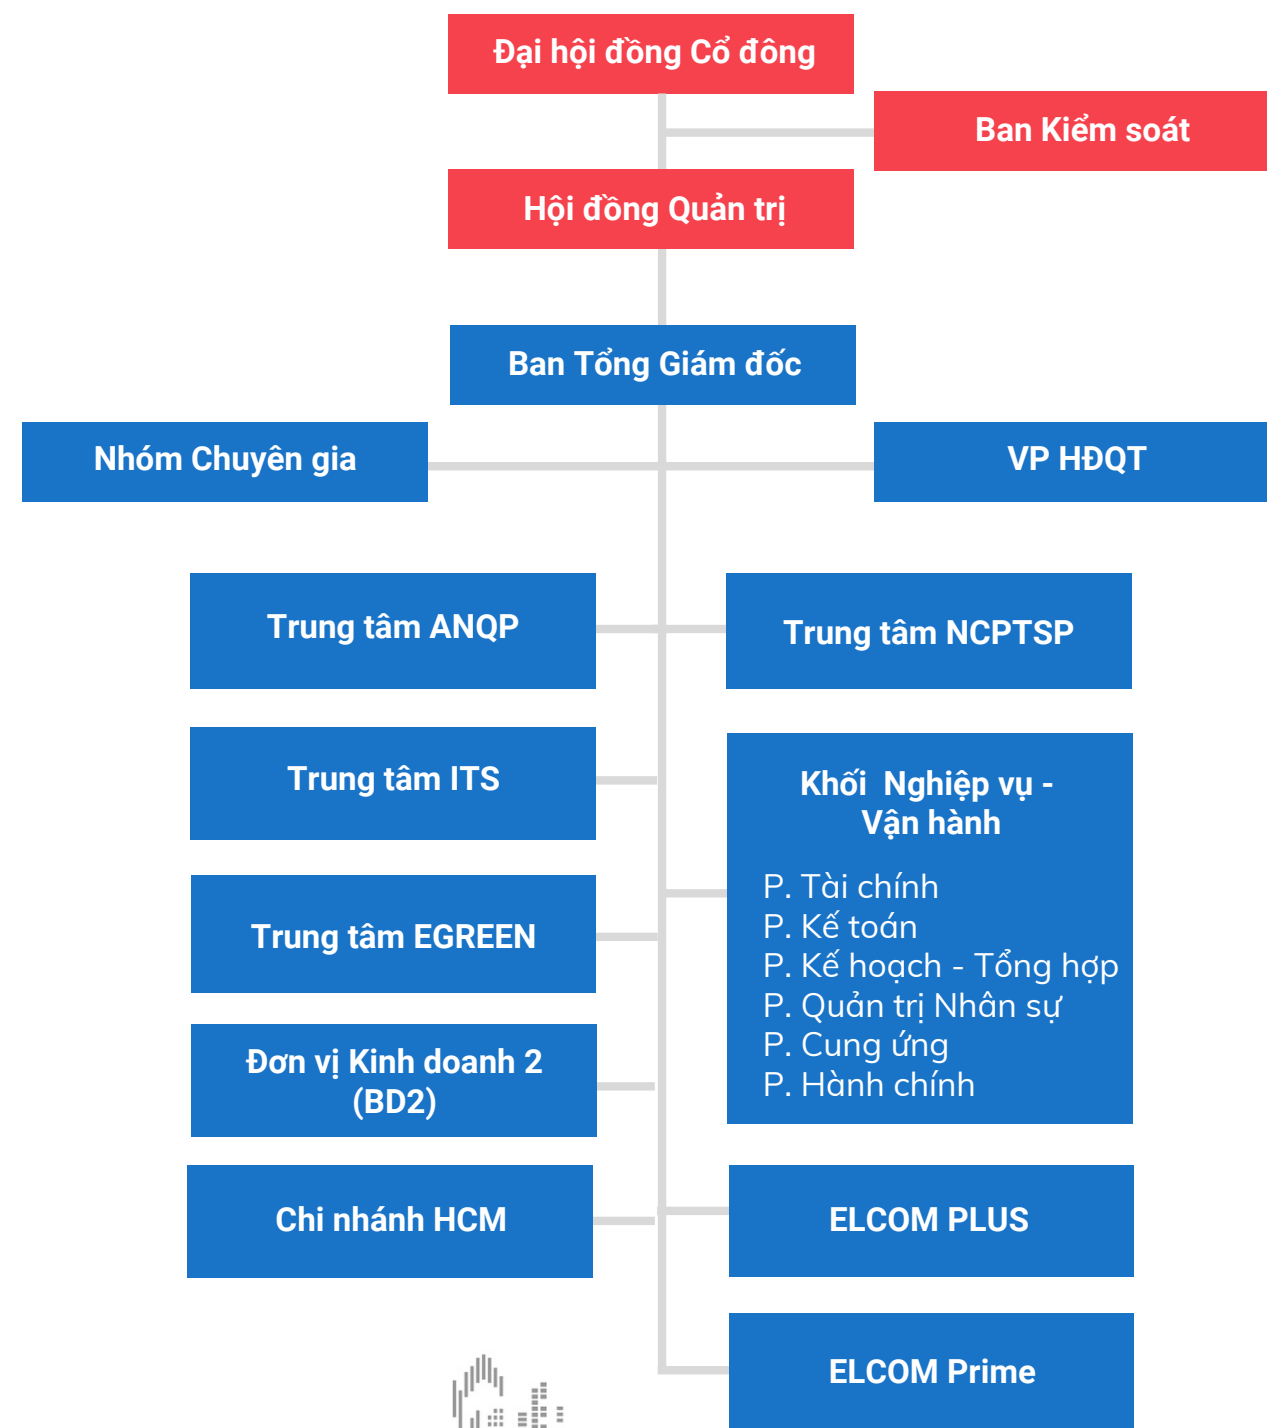 Đại hội đồng Cổ đông
Ban Kiểm soát
Hội đồng Quản trị
Ban Tổng Giám đốc
Nhóm Chuyên gia
VP HĐQT
Trung tâm ANQP
Trung tâm NCPTSP
Trung tâm ITS
Khối Nghiệp vụ -
Vận hành
P. Tài chính
P. Kế toán
P. Kế hoạch - Tổng hợp
P. Quản trị Nhân sự
P. Cung ứng
P. Hành chính
Trung tâm EGREEN
Đơn vị Kinh doanh 2
(BD2)
Chi nhánh HCM
ELCOM PLUS
ELCOM Prime